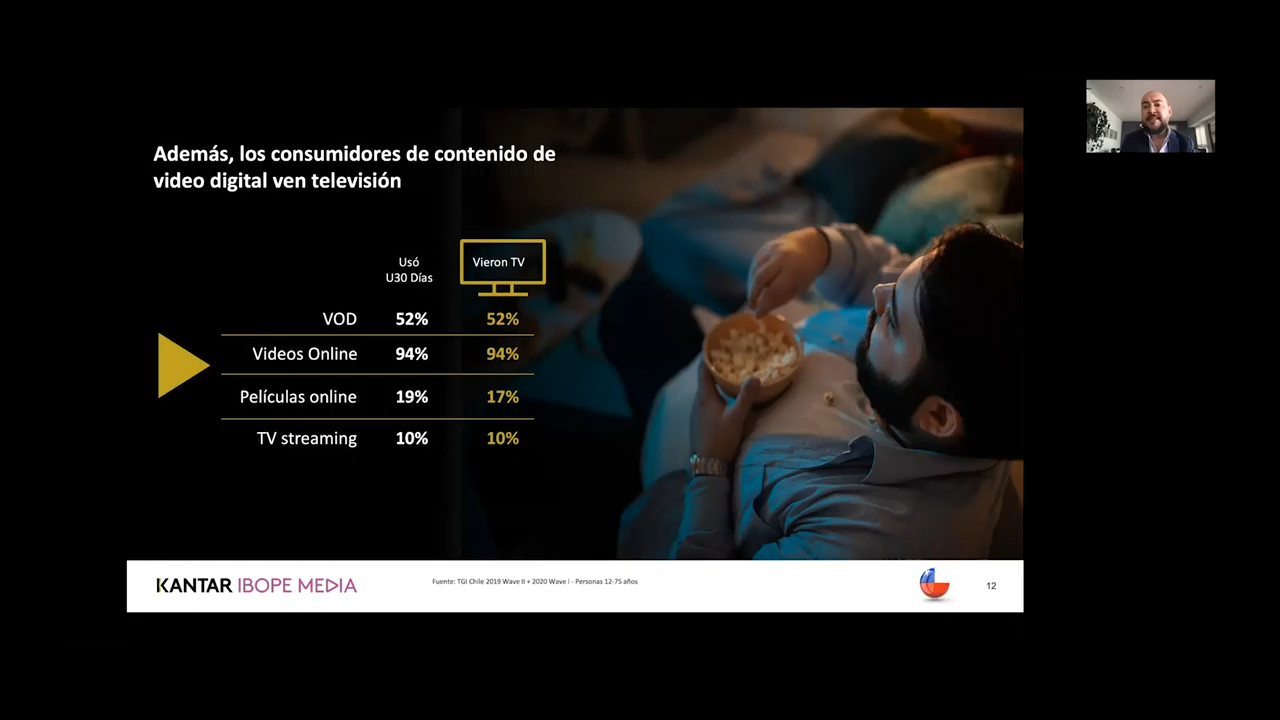 Además, los consumidores de contenido de
video digital ven televisión
Usó
U30 Días
Vieron TV
VOD 52% 52%
Videos Online 94% 94%
Películas online 19% 17%
TV streaming 10% 10%
KANTAR IBOPE MEDIA
Fuente: TGI Chile 2019 Wave II + 2020 Wave I - Personas 12-75 años
12